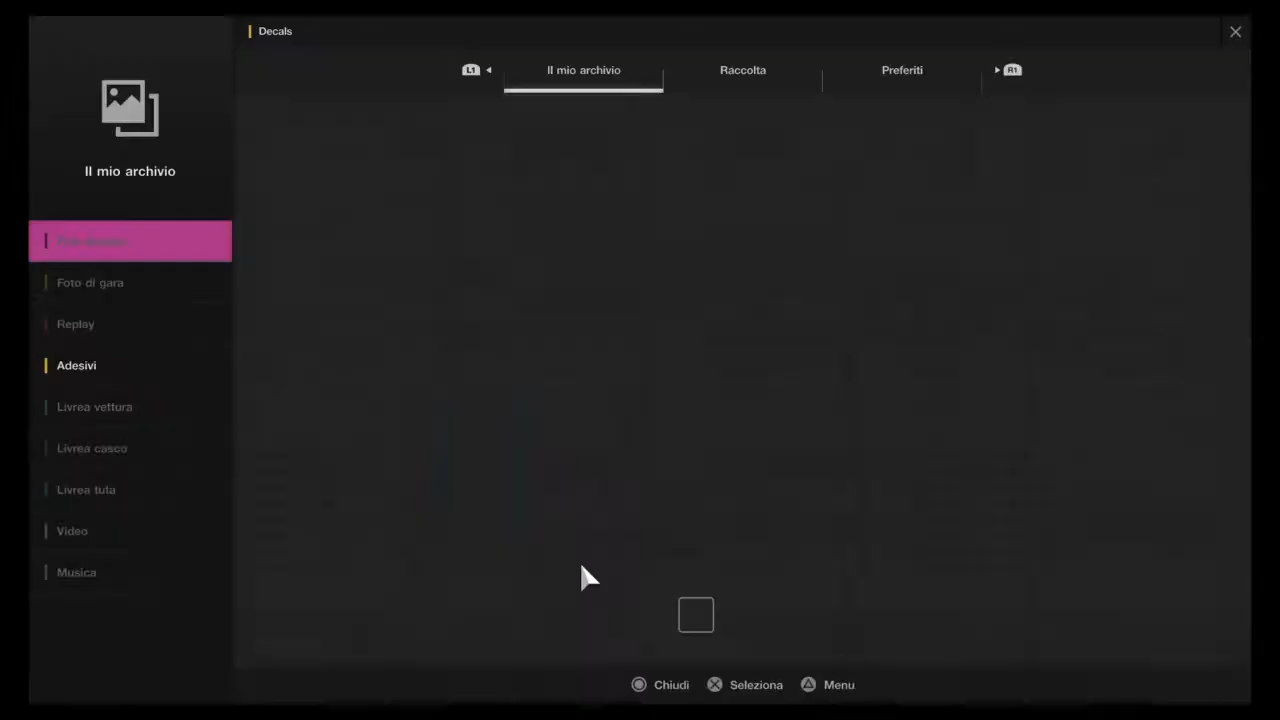 Decals
L1
Il mio archivio
Raccolta
Preferiti
R1
Il mio archivio
Foto di gara
Replay
Adesivi
Livrea vettura
Livrea casco
Livrea tuta
Video
Musica
Chiudi
Seleziona
Menu